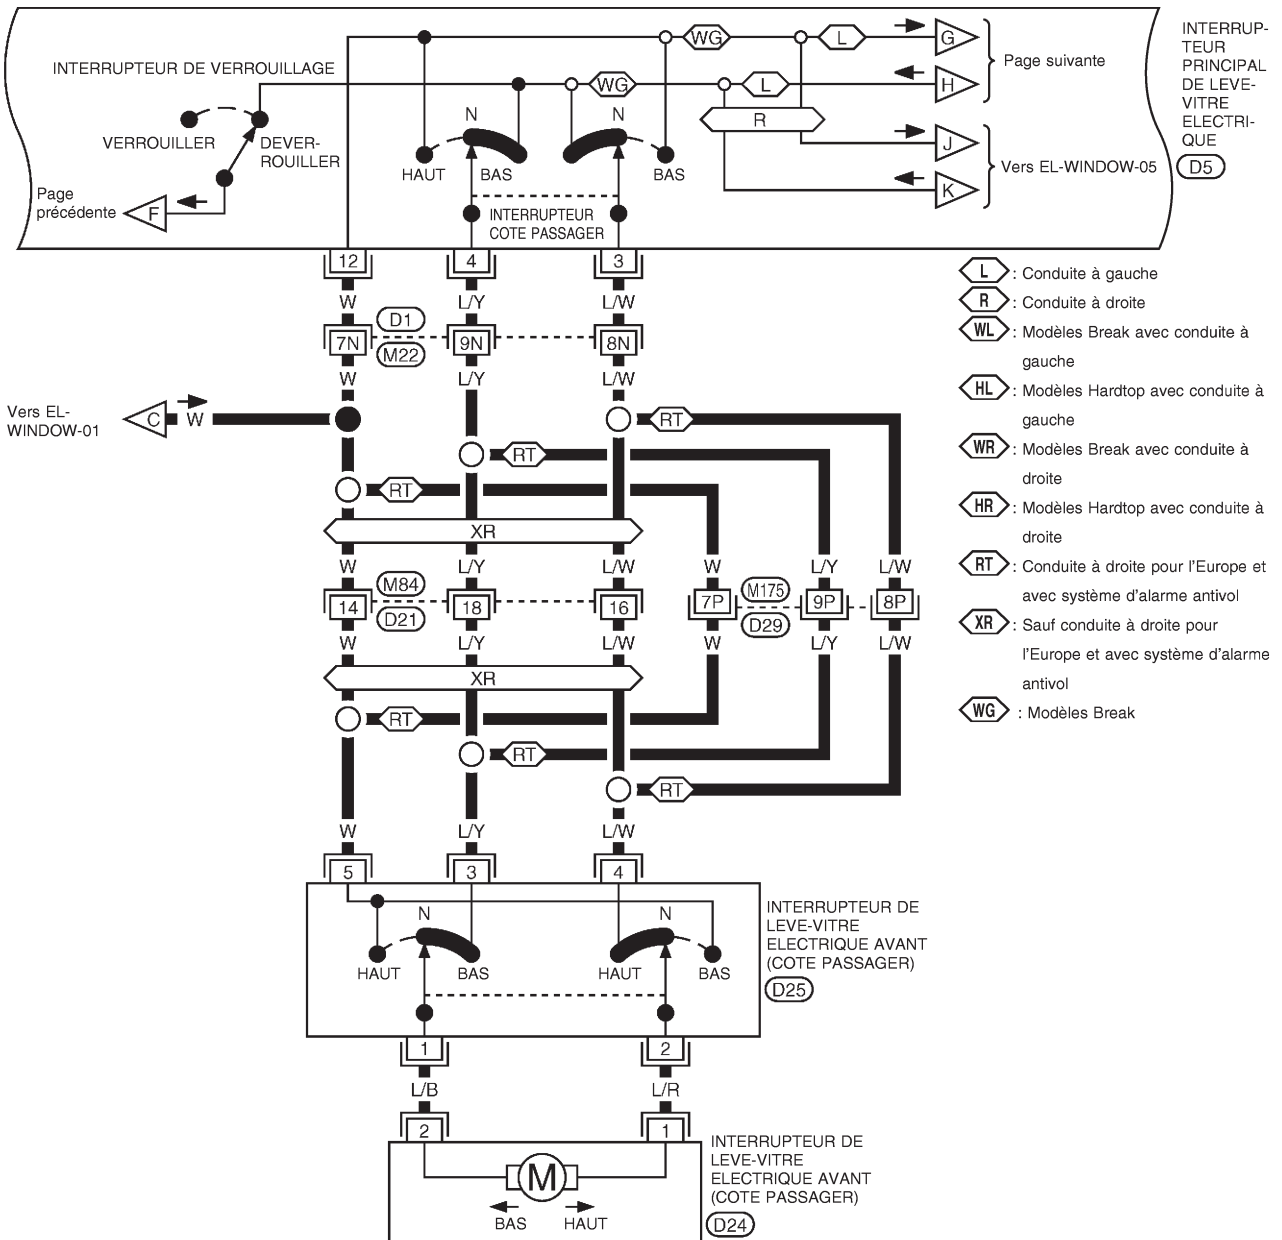 INTERRUP-
TEUR
PRINCIPAL
DE LEVE-
VITRE
ELECTRI-
QUE
D5
WG
L
G
Page suivante
INTERRUPTEUR DE VERROUILLAGE
WG
L
H
N
N
R
VERROUILLER
DEVER-
ROUILLER
HAUT
BAS
BAS
J
Vers EL-WINDOW-05
K
Page
précédente
F
INTERRUPTEUR
COTE PASSAGER
12
4
3
W
L/Y
L/W
D1
7N
9N
8N
M22
W
L/Y
L/W
Vers EL-
WINDOW-01
C
W
RT
RT
RT
XR
W
L/Y
L/W
W
L/Y
L/W
M84
M175
14
18
16
7P
9P
8P
D21
D29
W
L/Y
L/W
W
L/Y
L/W
XR
RT
RT
RT
W
L/Y
L/W
5
3
4
N
N
HAUT
BAS
HAUT
BAS
INTERRUPTEUR DE
LEVE-VITRE
ELECTRIQUE AVANT
(COTE PASSAGER)
D25
1
2
L/B
L/R
2
1
M
BAS
HAUT
INTERRUPTEUR DE
LEVE-VITRE
ELECTRIQUE AVANT
(COTE PASSAGER)
D24
L : Conduite à gauche
R : Conduite à droite
WL : Modèles Break avec conduite à
gauche
HL : Modèles Hardtop avec conduite à
gauche
WR : Modèles Break avec conduite à
droite
HR : Modèles Hardtop avec conduite à
droite
RT : Conduite à droite pour l'Europe et
avec système d'alarme antivol
XR : Sauf conduite à droite pour
l'Europe et avec système d'alarme
antivol
WG : Modèles Break